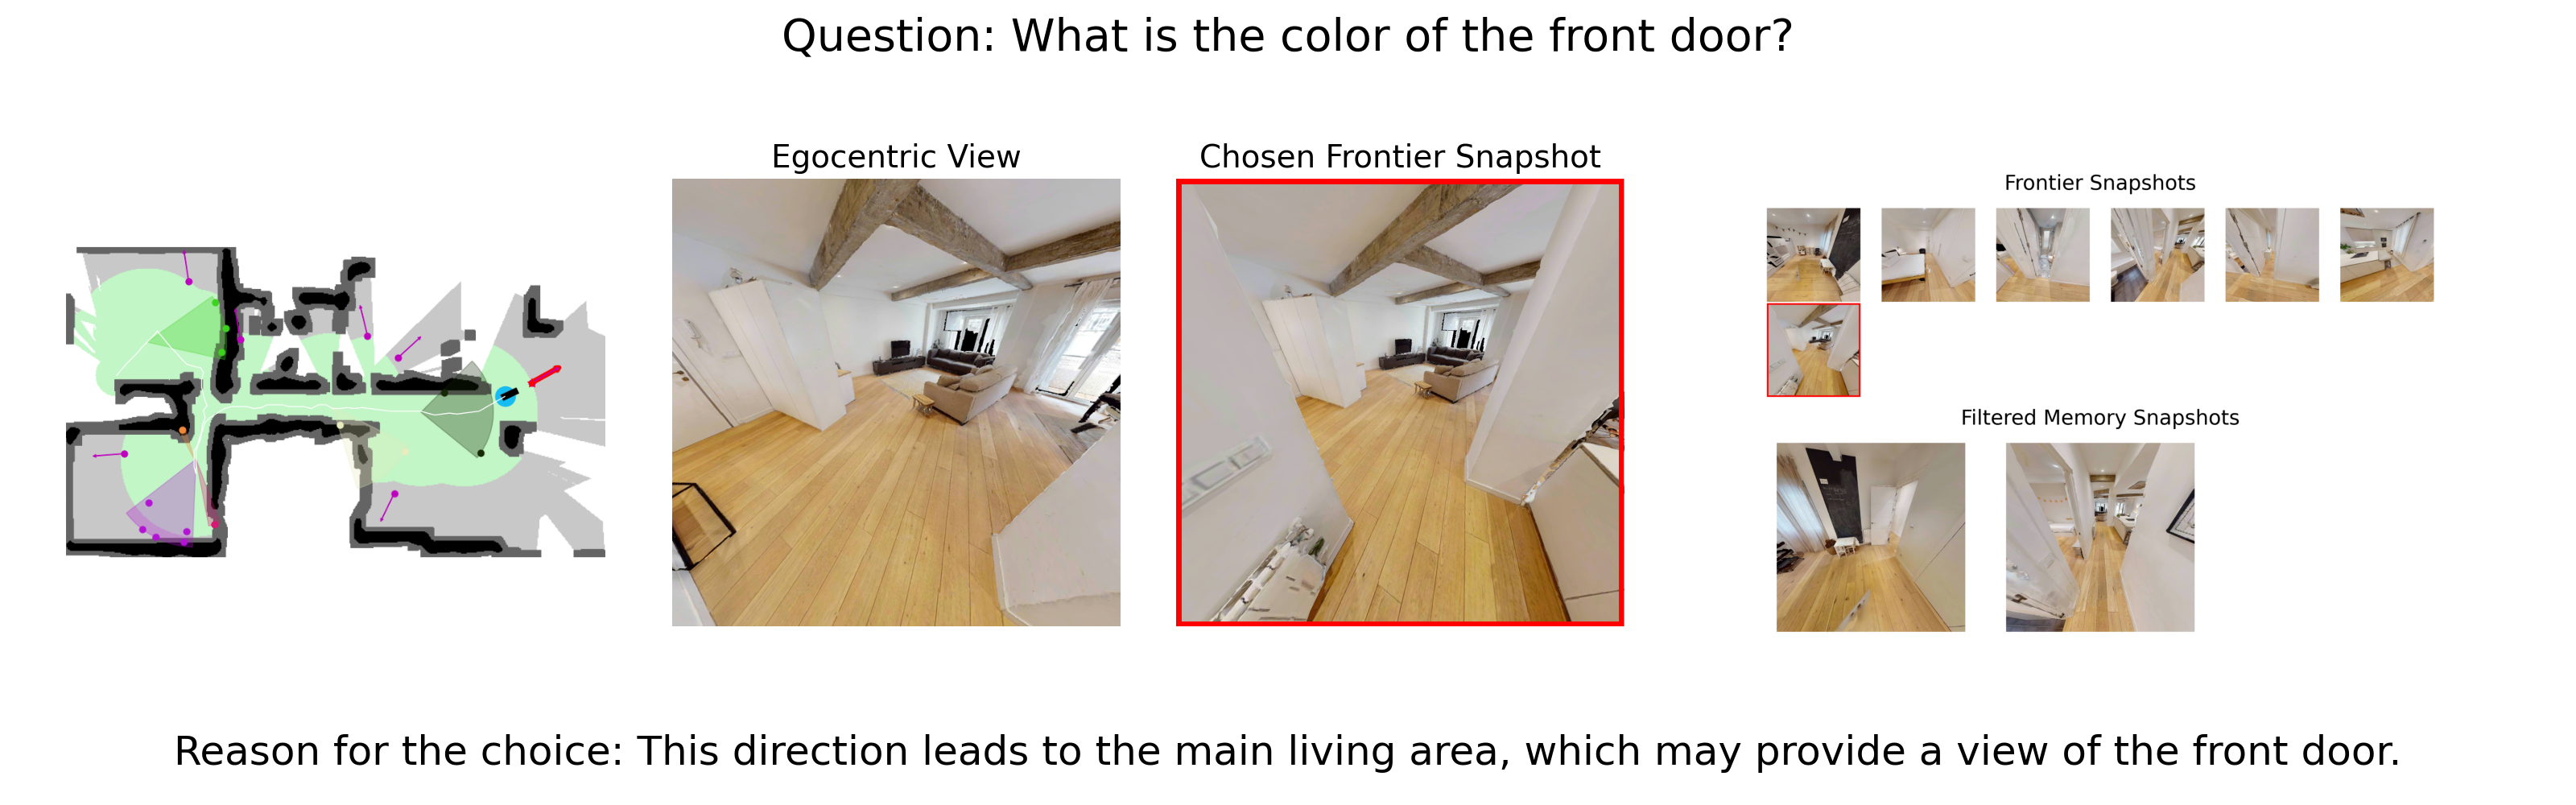 Question: What is the color of the front door?
Egocentric View
Chosen Frontier Snapshot
Frontier Snapshots
Filtered Memory Snapshots
Reason for the choice: This direction leads to the main living area, which may provide a view of the front door.